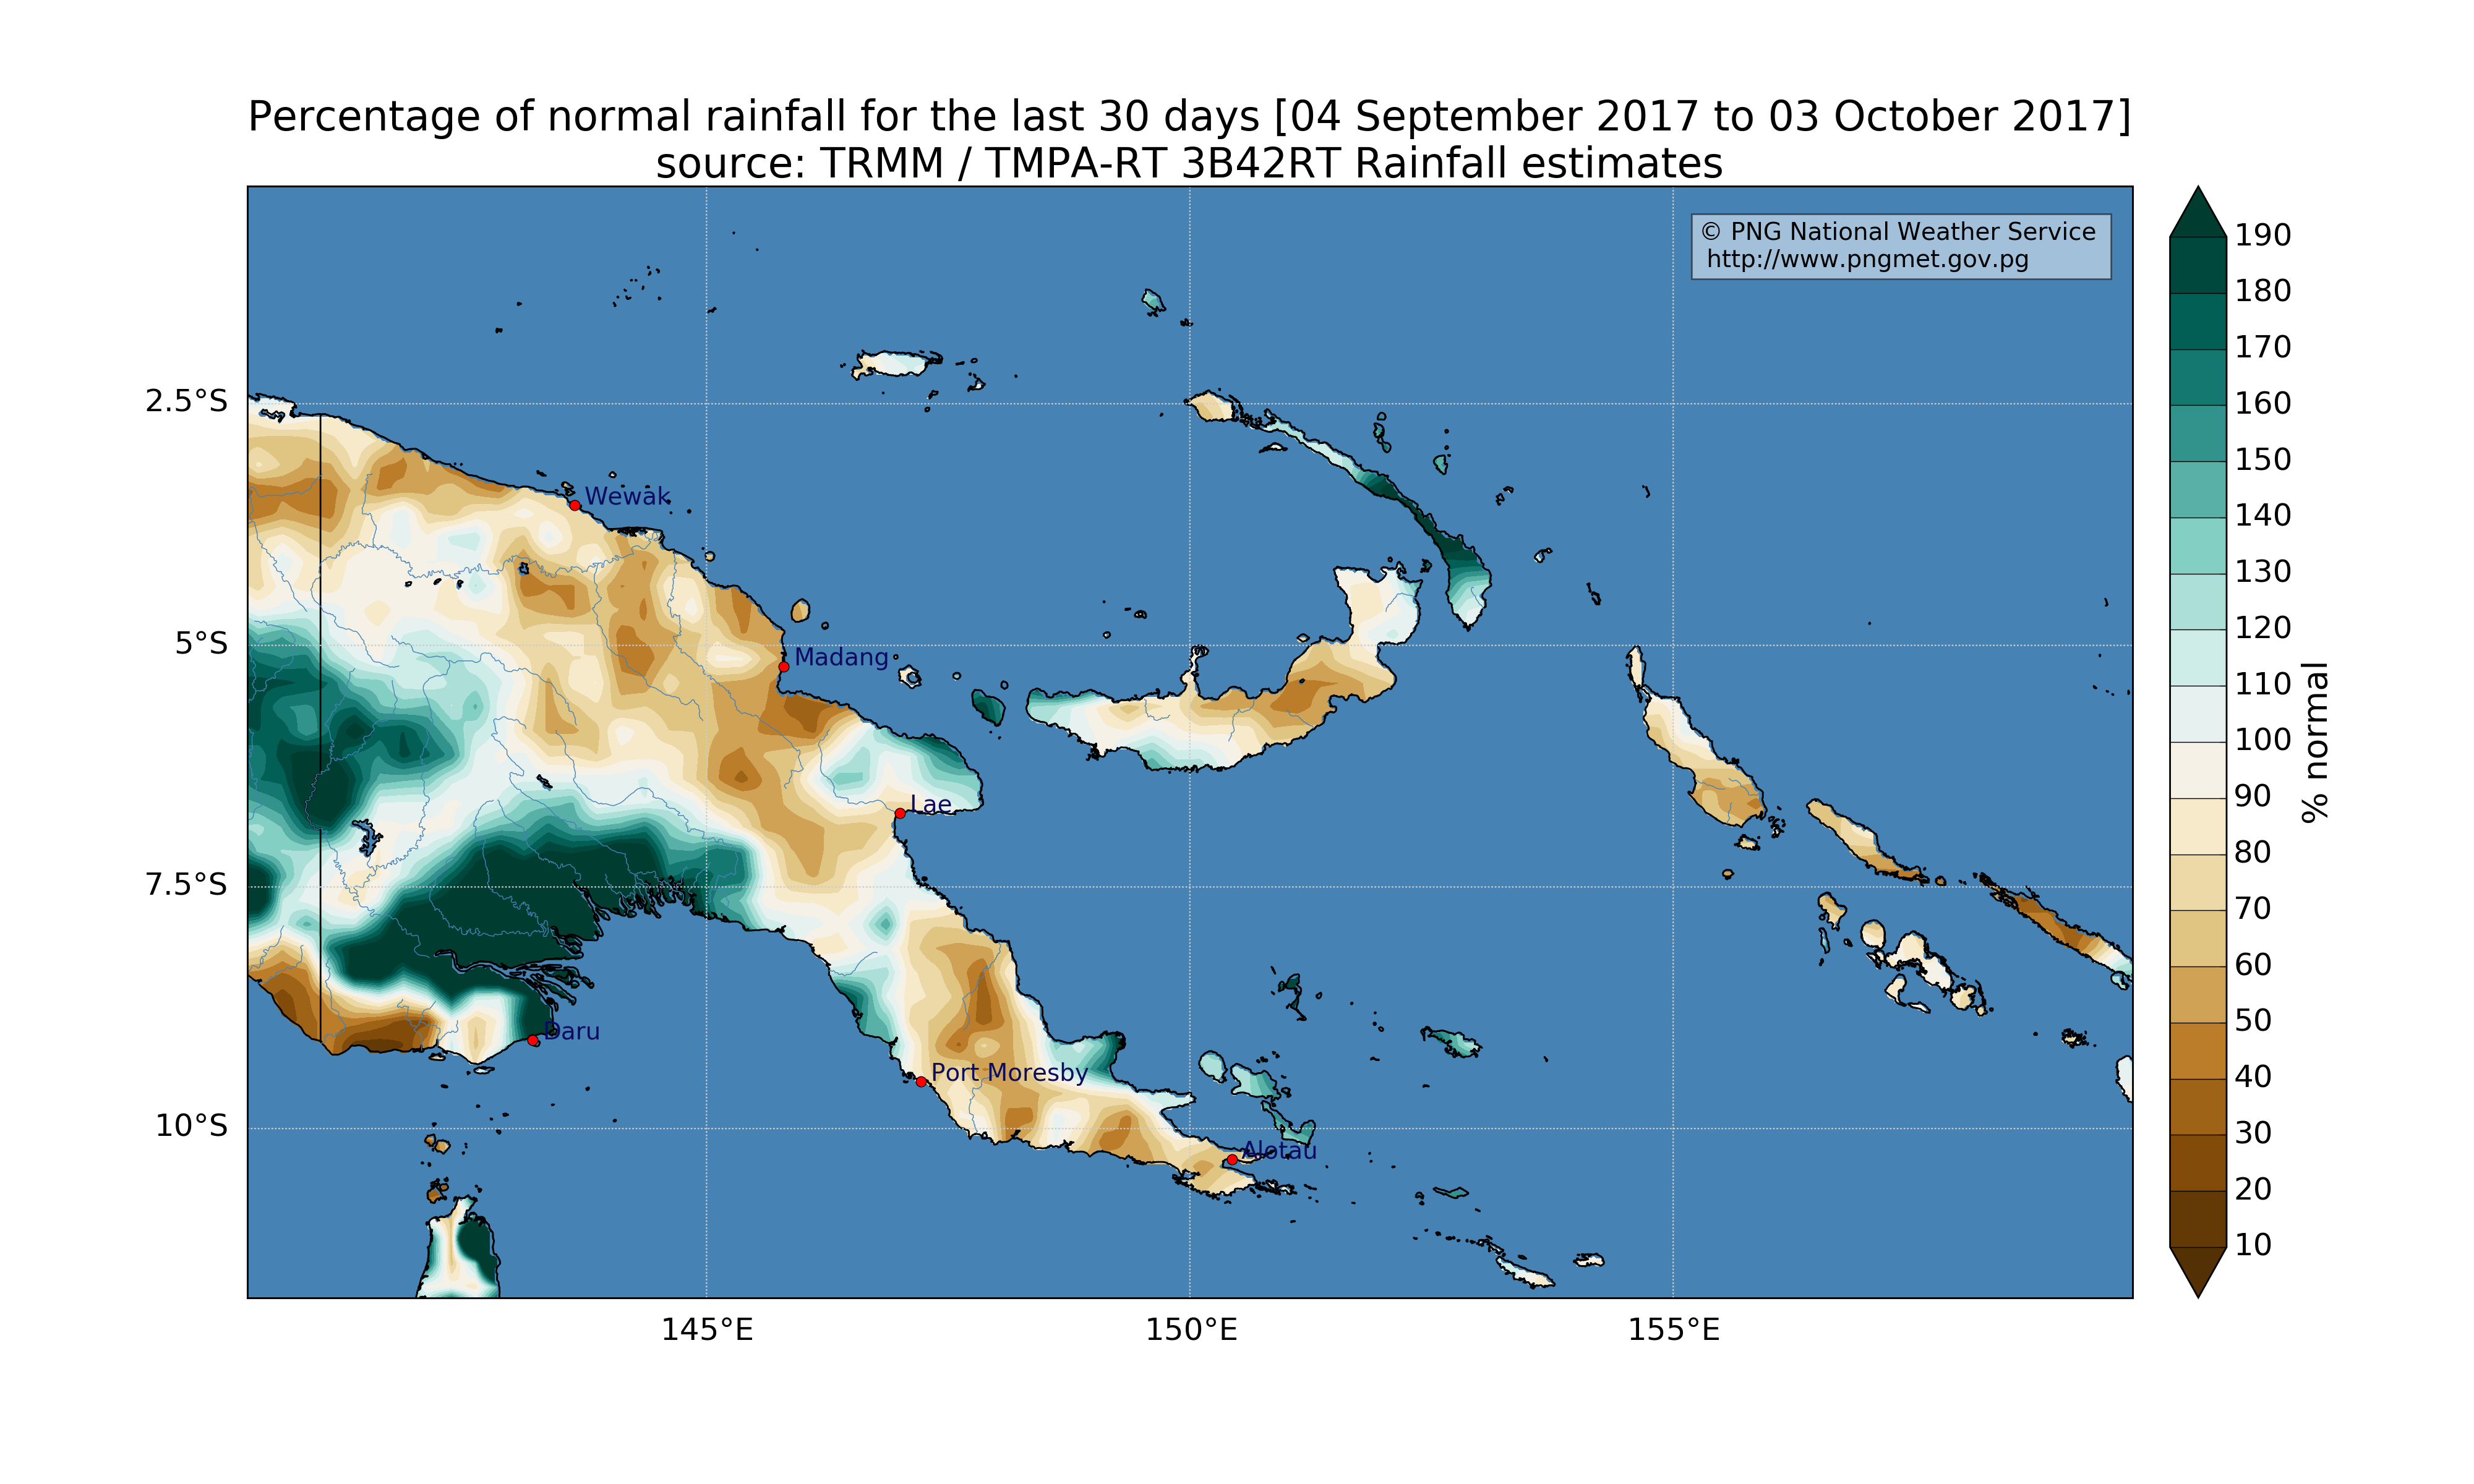 Percentage of normal rainfall for the last 30 days [04 September 2017 to 03 October 2017]
source: TRMM / TMPA-RT 3B42RT Rainfall estimates
© PNG National Weather Service
http://www.pngmet.gov.pg
2.5°S
5°S
7.5°S
10°S
Wewak
Madang
Lae
Daru
Port Moresby
Alotau
145°E
150°E
155°E
190
180
170
160
150
140
130
120
110
100
90
80
70
60
50
40
30
20
10
% normal